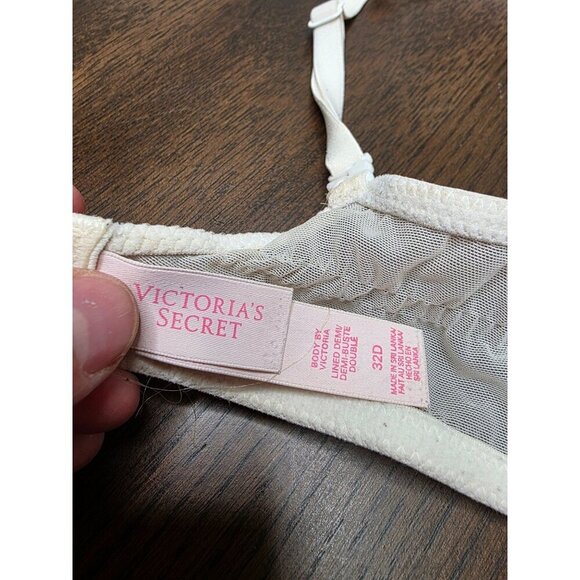 VICTORIA'S
SECRET
BODY BY
VICTORIA
LINED DEMI/
DEMI-BUSTE
DOUBLÉ
32D
MADE IN SRI LANKA/
FAIT AU SRI LANKA/
HECHO EN
SRI LANKA